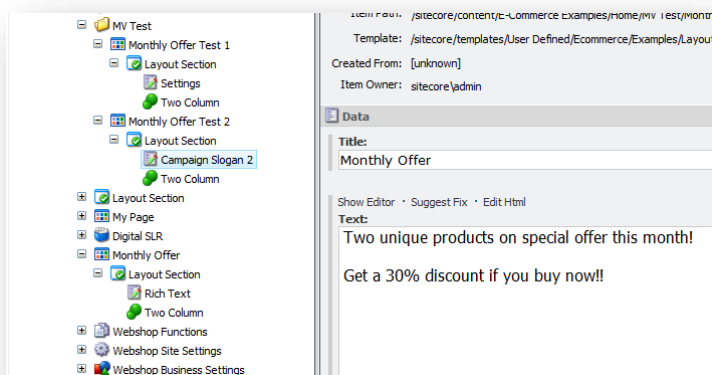 MV Test
Monthly Offer Test 1
Layout Section
Settings
Two Column
Monthly Offer Test 2
Layout Section
Campaign Slogan 2
Two Column
Layout Section
My Page
Digital SLR
Monthly Offer
Layout Section
Rich Text
Two Column
Webshop Functions
Webshop Site Settings
Webshop Business Settings
Item Path: /sitecore/content/E-Commerce Examples/Home/MV Test/Month
Template: /sitecore/templates/User Defined/Ecommerce/Examples/Layout
Created From: [unknown]
Item Owner: sitecore\admin
Data
Title:
Monthly Offer
Show Editor · Suggest Fix · Edit Html
Text:
Two unique products on special offer this month!
Get a 30% discount if you buy now!!